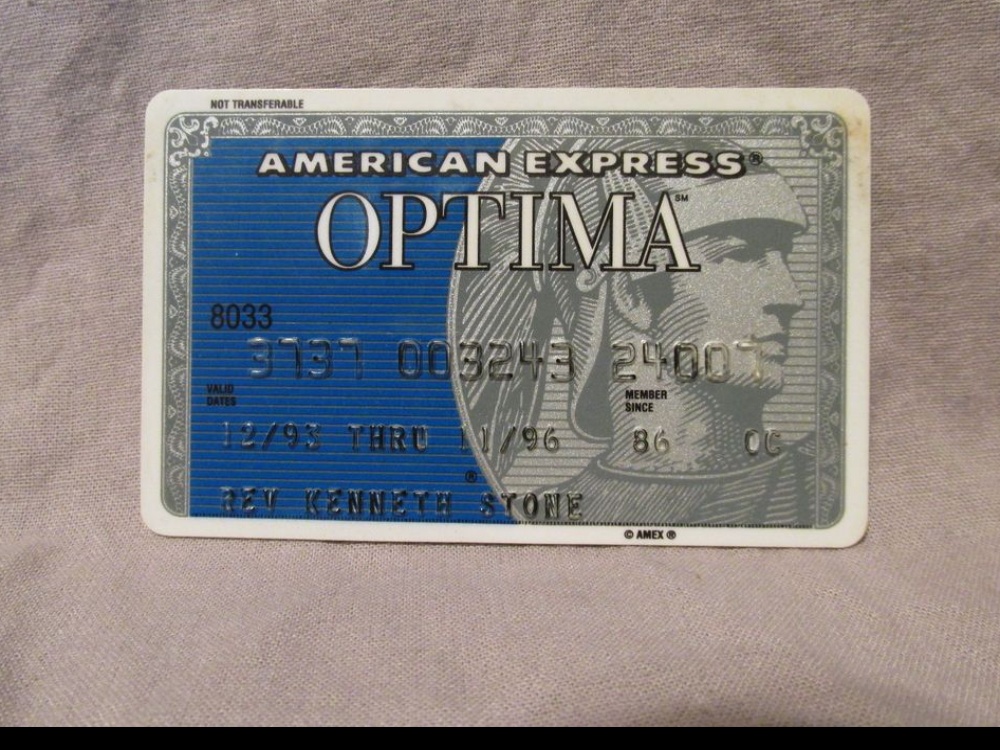 NOT TRANSFERABLE
AMERICAN EXPRESS®
OPTIMA℠
8033
3737 003243 24007
VALID
DATES
MEMBER
SINCE
12/93 THRU 11/96 86 OC
®
REV KENNETH STONE
© AMEX ®